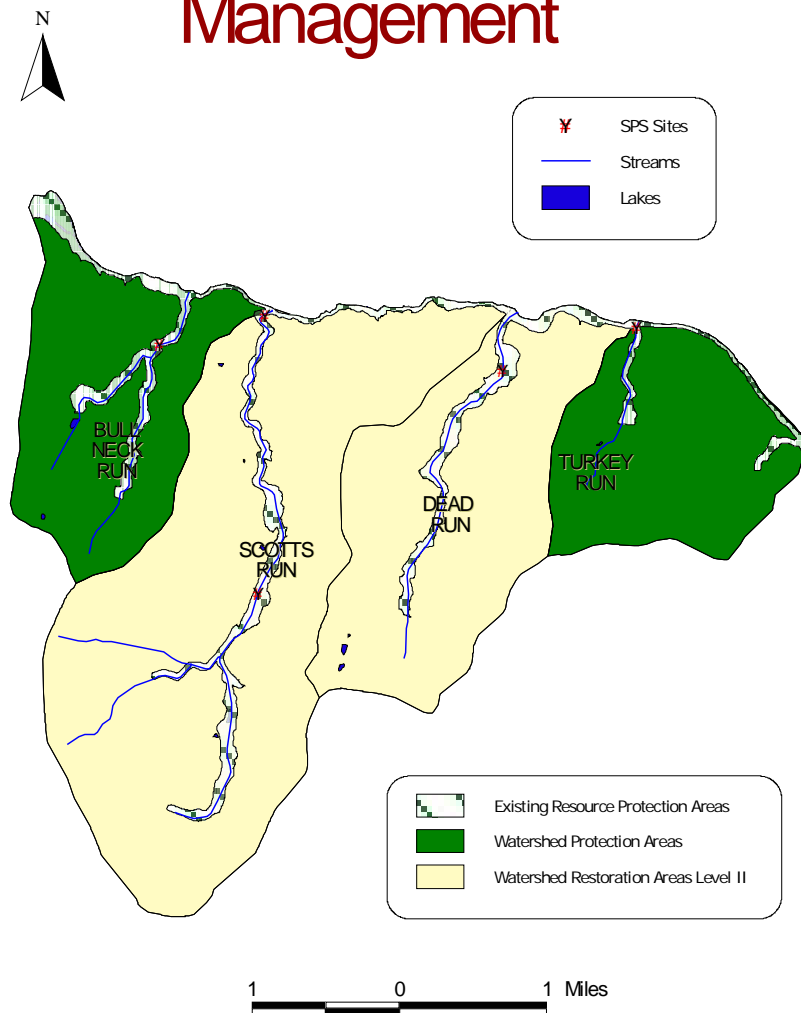 Management
N
SPS Sites
Streams
Lakes
BULL
NECK
RUN
SCOTTS
RUN
DEAD
RUN
TURKEY
RUN
Existing Resource Protection Areas
Watershed Protection Areas
Watershed Restoration Areas Level II
1 0 1 Miles